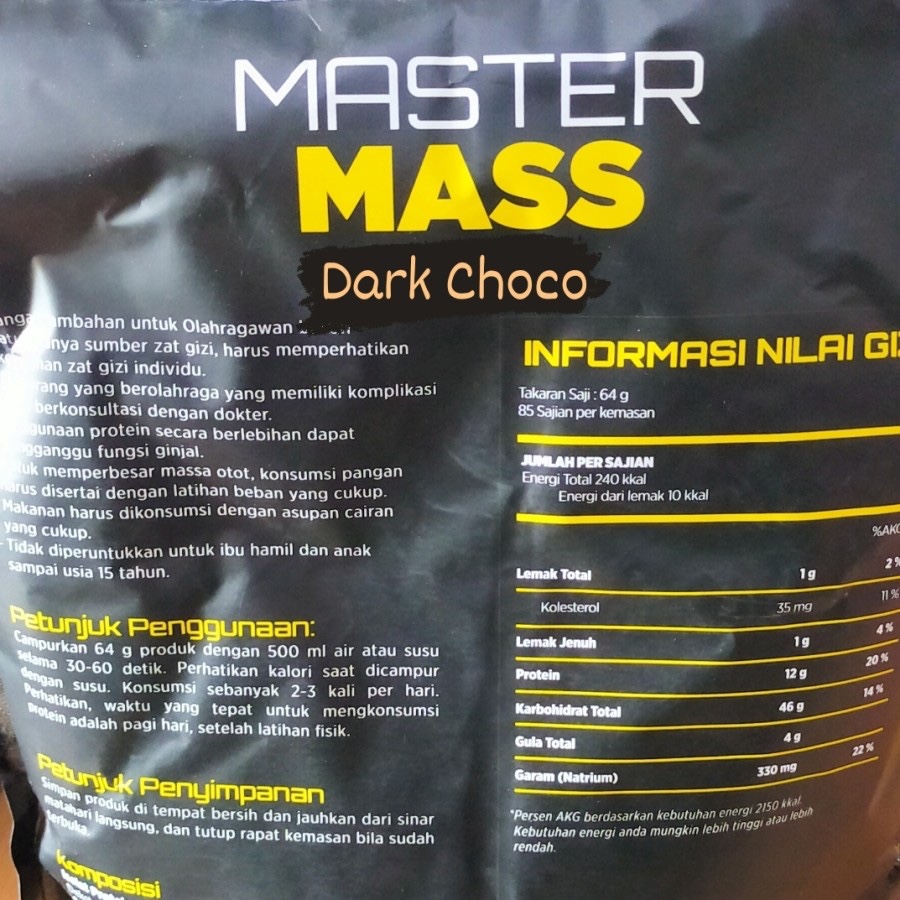 MASTER
MASS
Dark Choco
mbahan untuk Olahragawan
nya sumber zat gizi, harus memperhatikan
an zat gizi individu.
rang yang berolahraga yang memiliki komplikasi
berkonsultasi dengan dokter.
gunaan protein secara berlebihan dapat
gganggu fungsi ginjal.
uk memperbesar massa otot, konsumsi pangan
arus disertai dengan latihan beban yang cukup.
Makanan harus dikonsumsi dengan asupan cairan
yang cukup.
- Tidak diperuntukkan untuk ibu hamil dan anak
sampai usia 15 tahun.
Petunjuk Penggunaan:
Campurkan 64 g produk dengan 500 ml air atau susu
selama 30-60 detik. Perhatikan kalori saat dicampur
dengan susu. Konsumsi sebanyak 2-3 kali per hari.
Perhatikan, waktu yang tepat untuk mengkonsumsi
protein adalah pagi hari, setelah latihan fisik.
Petunjuk Penyimpanan
Simpan produk di tempat bersih dan jauhkan dari sinar
matahari langsung, dan tutup rapat kemasan bila sudah
terbuka.
Komposisi
INFORMASI NILAI GI
Takaran Saji : 64 g
85 Sajian per kemasan
JUMLAH PER SAJIAN
Energi Total 240 kkal
Energi dari lemak 10 kkal
%AKG
Lemak Total 1 g 2 %
Kolesterol 35 mg 11 %
Lemak Jenuh 1 g 4 %
Protein 12 g 20 %
Karbohidrat Total 46 g 14 %
Gula Total 4 g
Garam (Natrium) 330 mg 22 %
*Persen AKG berdasarkan kebutuhan energi 2150 kkal.
Kebutuhan energi anda mungkin lebih tinggi atau lebih
rendah.